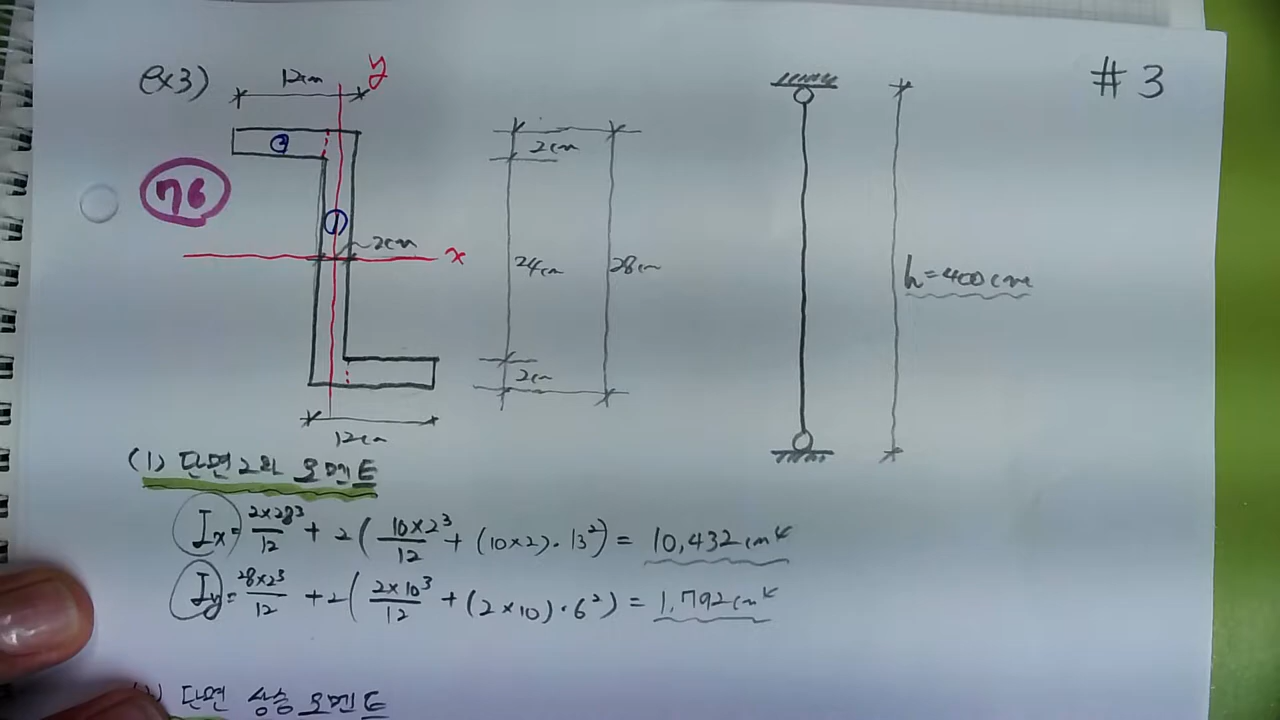 ex3)
#3
12cm
y
②
2cm
76
①
2cm
x
24cm
28cm
h=400cm
2cm
12cm
(1) 단면2차 모멘트
Ix = 2×28³/12 + 2(10×2³/12 + (10×2)·13²) = 10,432cm⁴
Iy = 28×2³/12 + 2(2×10³/12 + (2×10)·6²) = 1,792cm⁴
단면 상승 모멘트